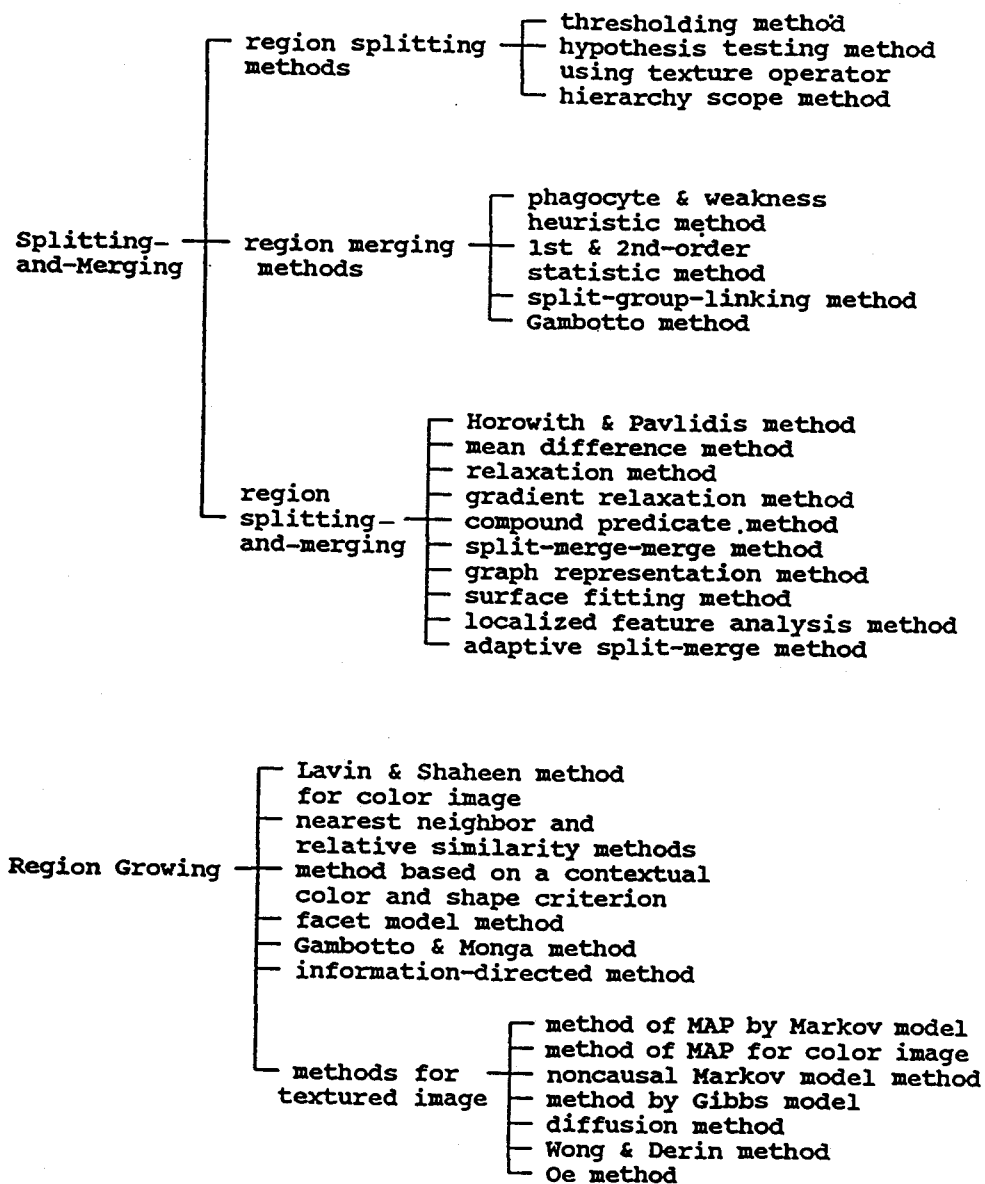 region splitting
methods
thresholding method
hypothesis testing method
using texture operator
hierarchy scope method
Splitting-
and-Merging
region merging
methods
phagocyte & weakness
heuristic method
1st & 2nd-order
statistic method
split-group-linking method
Gambotto method
region
splitting-
and-merging
Horowith & Pavlidis method
mean difference method
relaxation method
gradient relaxation method
compound predicate method
split-merge-merge method
graph representation method
surface fitting method
localized feature analysis method
adaptive split-merge method
Region Growing
Lavin & Shaheen method
for color image
nearest neighbor and
relative similarity methods
method based on a contextual
color and shape criterion
facet model method
Gambotto & Monga method
information-directed method
methods for
textured image
method of MAP by Markov model
method of MAP for color image
noncausal Markov model method
method by Gibbs model
diffusion method
Wong & Derin method
Oe method